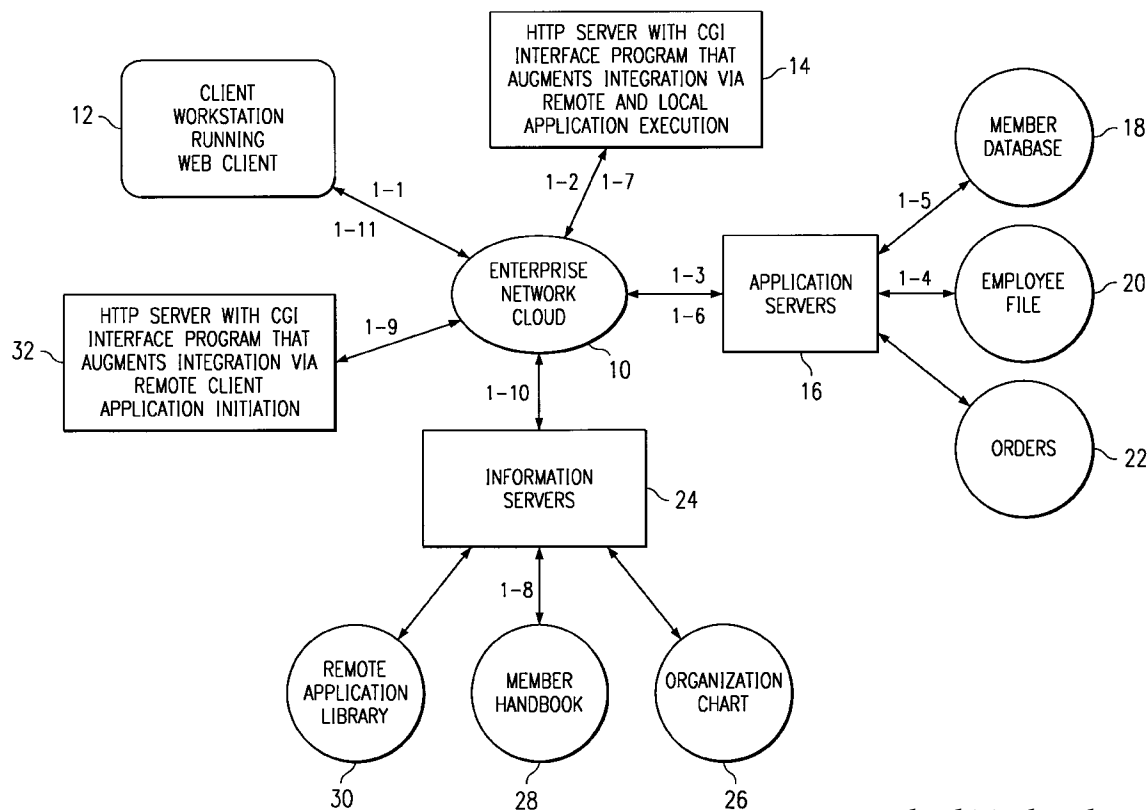 HTTP SERVER WITH CGI
INTERFACE PROGRAM THAT
AUGMENTS INTEGRATION VIA
REMOTE AND LOCAL
APPLICATION EXECUTION
14
12
CLIENT
WORKSTATION
RUNNING
WEB CLIENT
MEMBER
DATABASE
18
1-1
1-11
1-2
1-7
1-5
ENTERPRISE
NETWORK
CLOUD
10
1-3
1-6
APPLICATION
SERVERS
16
1-4
EMPLOYEE
FILE
20
32
HTTP SERVER WITH CGI
INTERFACE PROGRAM THAT
AUGMENTS INTEGRATION VIA
REMOTE CLIENT
APPLICATION INITIATION
1-9
1-10
ORDERS
22
INFORMATION
SERVERS
24
1-8
REMOTE
APPLICATION
LIBRARY
30
MEMBER
HANDBOOK
28
ORGANIZATION
CHART
26